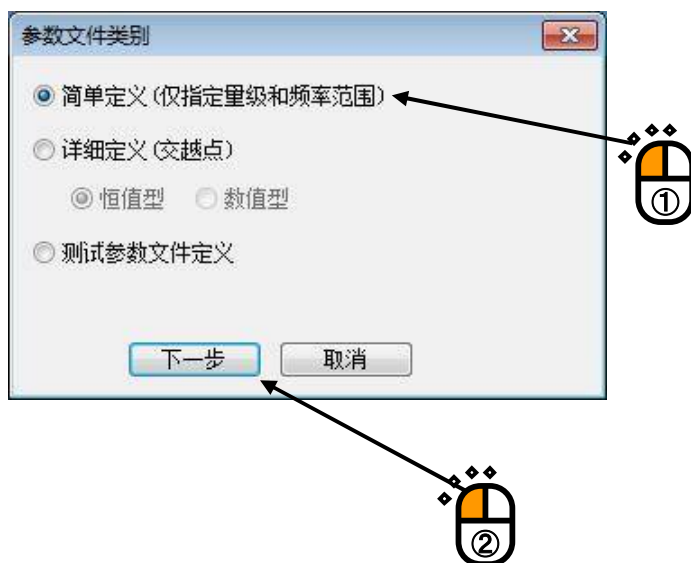 参数文件类别
简单定义(仅指定量级和频率范围)
①
详细定义(交越点)
恒值型 数值型
测试参数文件定义
下一步 取消
②